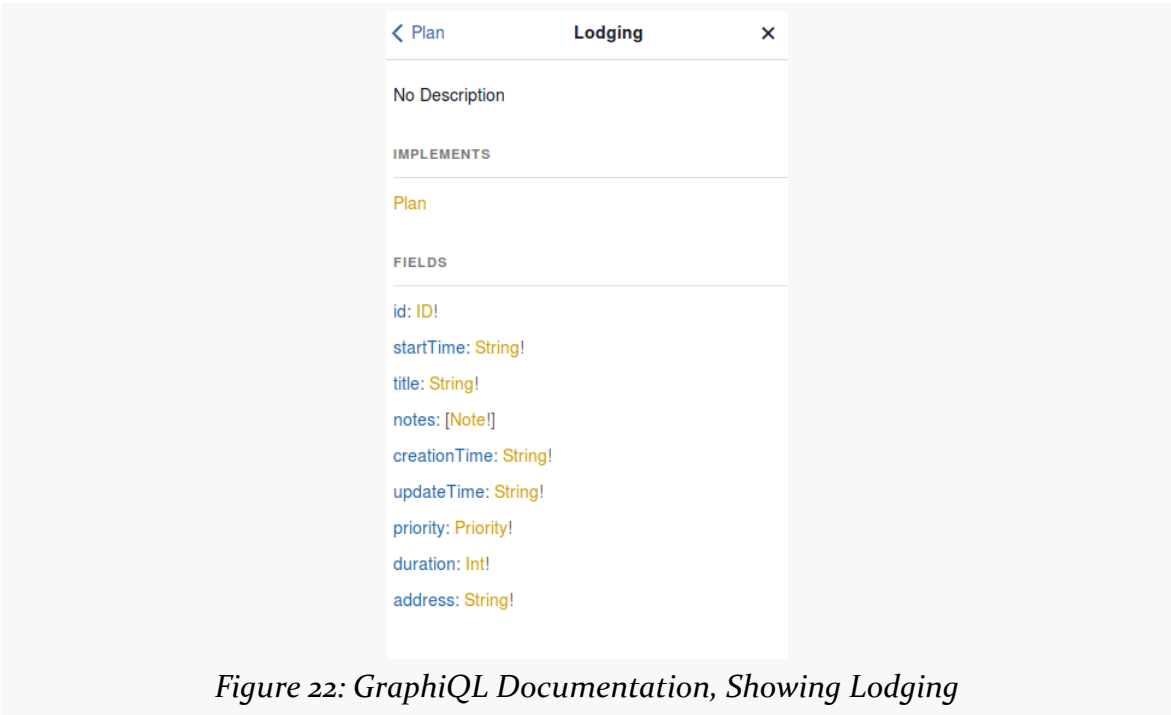 Plan Lodging ×
No Description
IMPLEMENTS
Plan
FIELDS
id: ID!
startTime: String!
title: String!
notes: [Note!]
creationTime: String!
updateTime: String!
priority: Priority!
duration: Int!
address: String!
Figure 22: GraphiQL Documentation, Showing Lodging